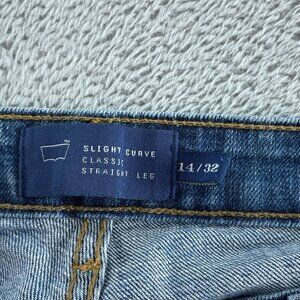 SLIGHT CURVE
CLASSIC
STRAIGHT LEG
14/32